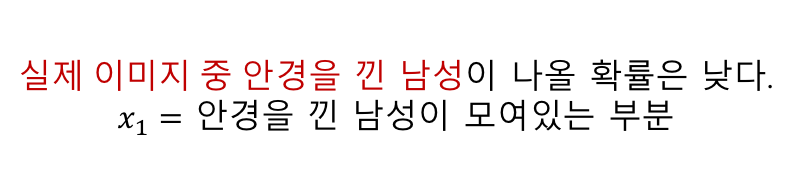 실제 이미지 중 안경을 낀 남성이 나올 확률은 낮다.
x₁ = 안경을 낀 남성이 모여있는 부분